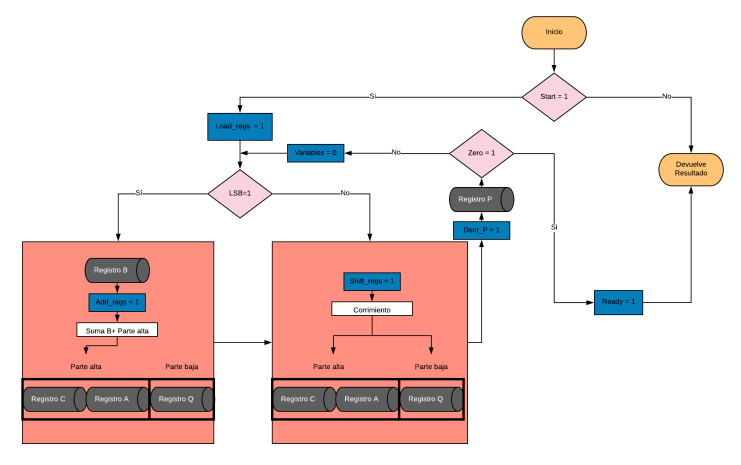 Inicio
Start = 1
Si
No
Load_regs = 1
Variables = 0
No
Zero = 1
Devuelve
Resultado
LSB=1
Sí
No
Registro P
Decr_P = 1
Si
Registro B
Add_regs = 1
Suma B+ Parte alta
Shift_regs = 1
Corrimiento
Ready = 1
Parte alta
Parte baja
Parte alta
Parte baja
Registro C
Registro A
Registro Q
Registro C
Registro A
Registro Q